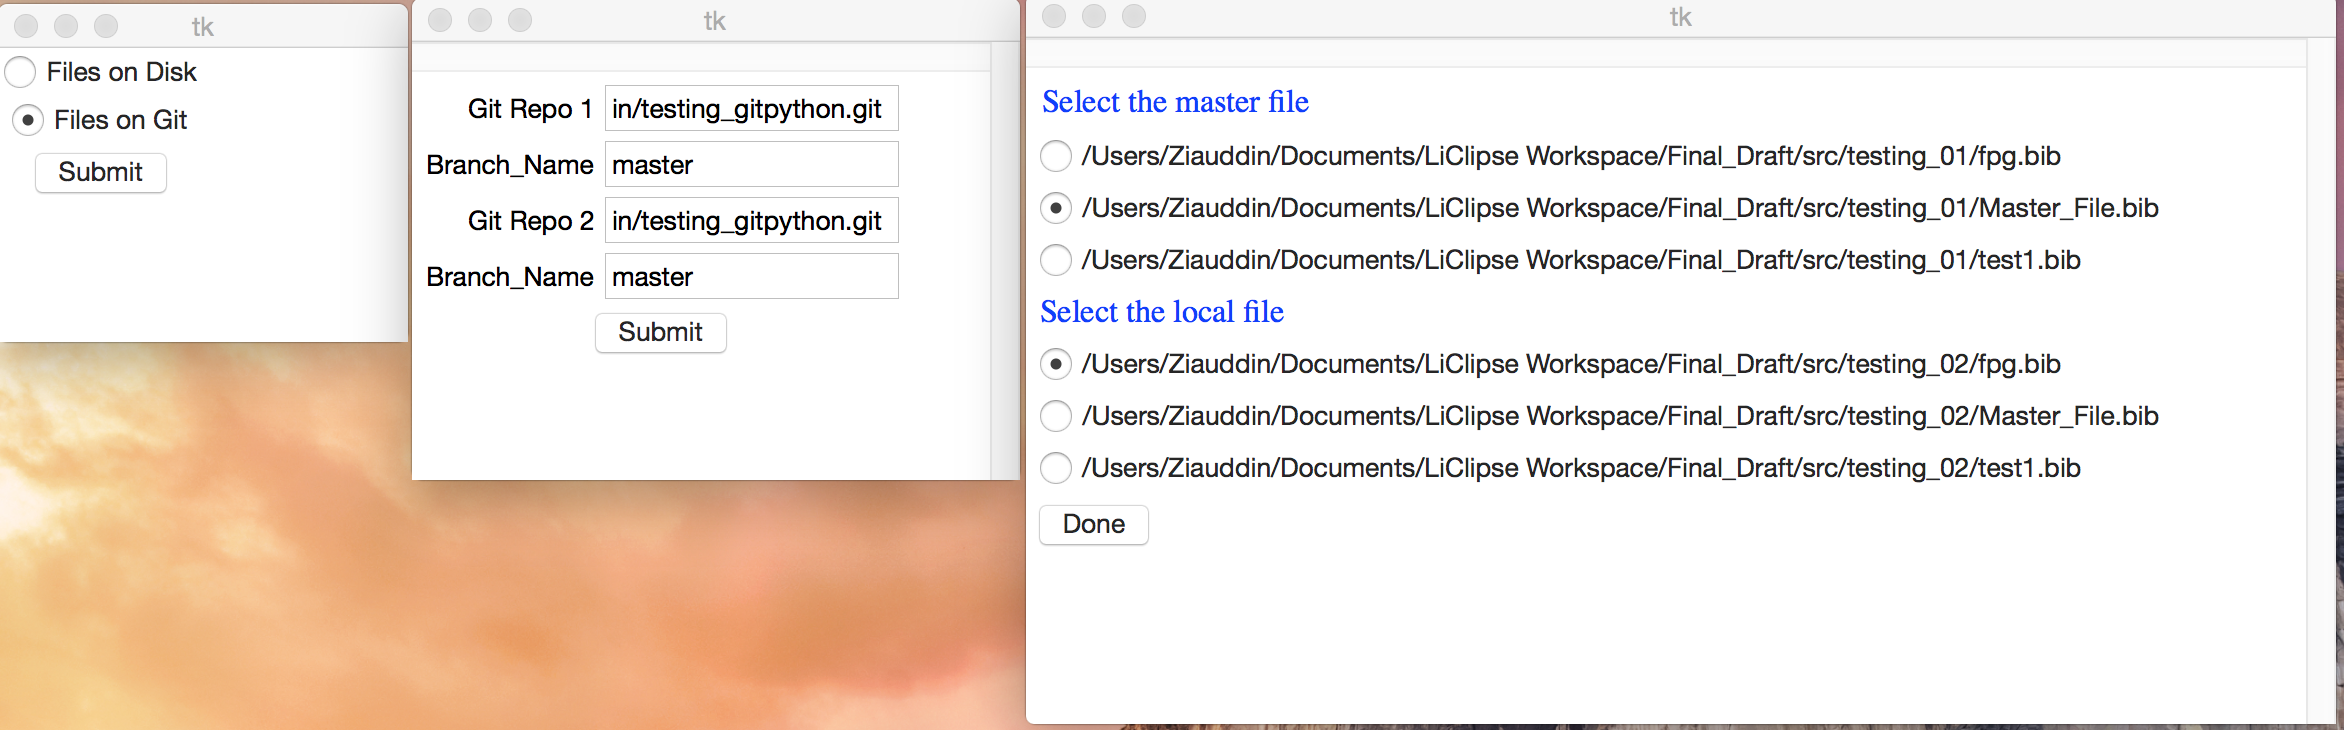 tk
Files on Disk
Files on Git
Submit
tk
Git Repo 1 in/testing_gitpython.git
Branch_Name master
Git Repo 2 in/testing_gitpython.git
Branch_Name master
Submit
tk
Select the master file
/Users/Ziauddin/Documents/LiClipse Workspace/Final_Draft/src/testing_01/fpg.bib
/Users/Ziauddin/Documents/LiClipse Workspace/Final_Draft/src/testing_01/Master_File.bib
/Users/Ziauddin/Documents/LiClipse Workspace/Final_Draft/src/testing_01/test1.bib
Select the local file
/Users/Ziauddin/Documents/LiClipse Workspace/Final_Draft/src/testing_02/fpg.bib
/Users/Ziauddin/Documents/LiClipse Workspace/Final_Draft/src/testing_02/Master_File.bib
/Users/Ziauddin/Documents/LiClipse Workspace/Final_Draft/src/testing_02/test1.bib
Done